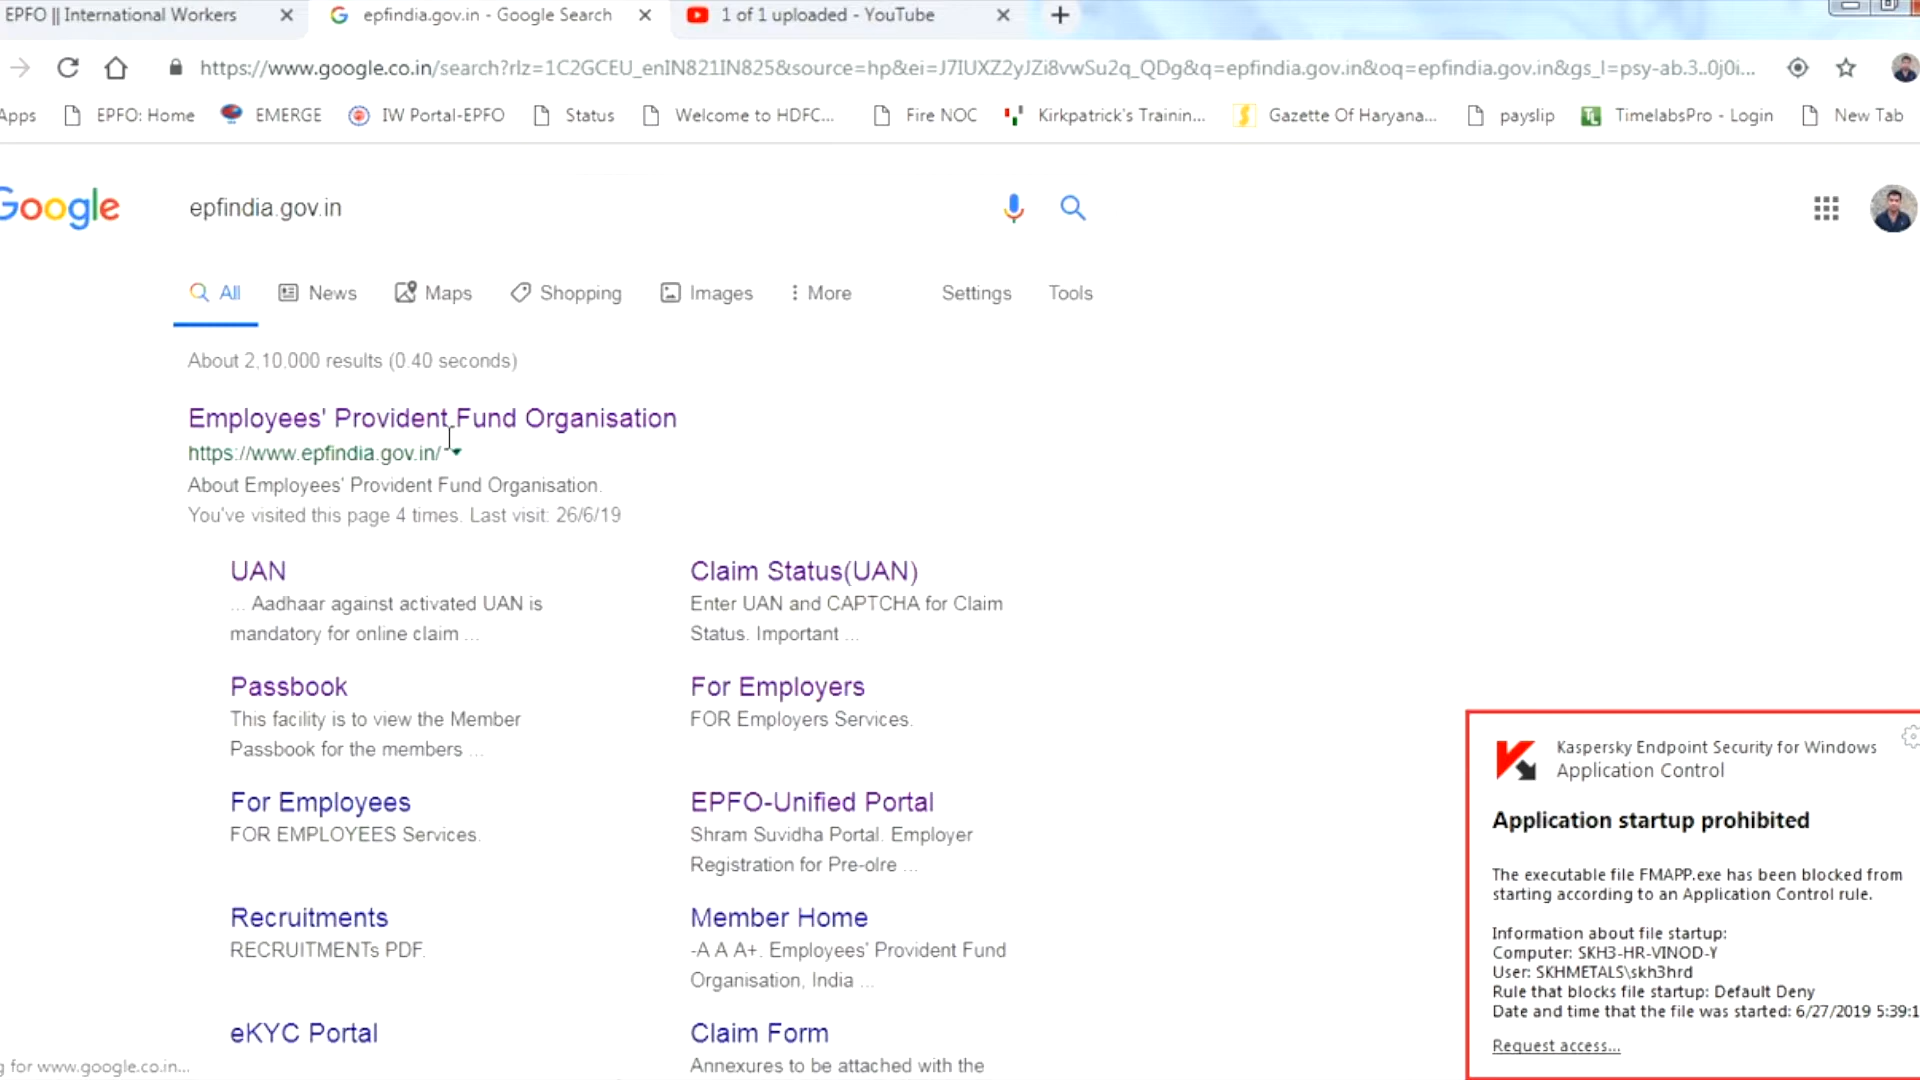 EPFO || International Workers
epfindia.gov.in - Google Search
1 of 1 uploaded - YouTube
https://www.google.co.in/search?rlz=1C2GCEU_enIN821IN825&source=hp&ei=J7IUXZ2yJZi8vwSu2q_QDg&q=epfindia.gov.in&oq=epfindia.gov.in&gs_l=psy-ab.3..0j0i...
Apps EPFO: Home EMERGE IW Portal-EPFO Status Welcome to HDFC... Fire NOC Kirkpatrick's Trainin... Gazette Of Haryana... payslip TimelabsPro - Login New Tab
Google
epfindia.gov.in
All News Maps Shopping Images More Settings Tools
About 2,10,000 results (0.40 seconds)
Employees' Provident Fund Organisation
https://www.epfindia.gov.in/
About Employees' Provident Fund Organisation.
You've visited this page 4 times. Last visit: 26/6/19
UAN
... Aadhaar against activated UAN is
mandatory for online claim ...
Claim Status(UAN)
Enter UAN and CAPTCHA for Claim
Status. Important ...
Passbook
This facility is to view the Member
Passbook for the members ...
For Employers
FOR Employers Services.
For Employees
FOR EMPLOYEES Services.
EPFO-Unified Portal
Shram Suvidha Portal. Employer
Registration for Pre-olre ...
Recruitments
RECRUITMENTs PDF.
Member Home
-A A A+. Employees' Provident Fund
Organisation, India ...
eKYC Portal
Claim Form
Annexures to be attached with the
g for www.google.co.in...
Kaspersky Endpoint Security for Windows
Application Control
Application startup prohibited
The executable file FMAPP.exe has been blocked from
starting according to an Application Control rule.
Information about file startup:
Computer: SKH3-HR-VINOD-Y
User: SKHMETALS\skh3hrd
Rule that blocks file startup: Default Deny
Date and time that the file was started: 6/27/2019 5:39:1
Request access...